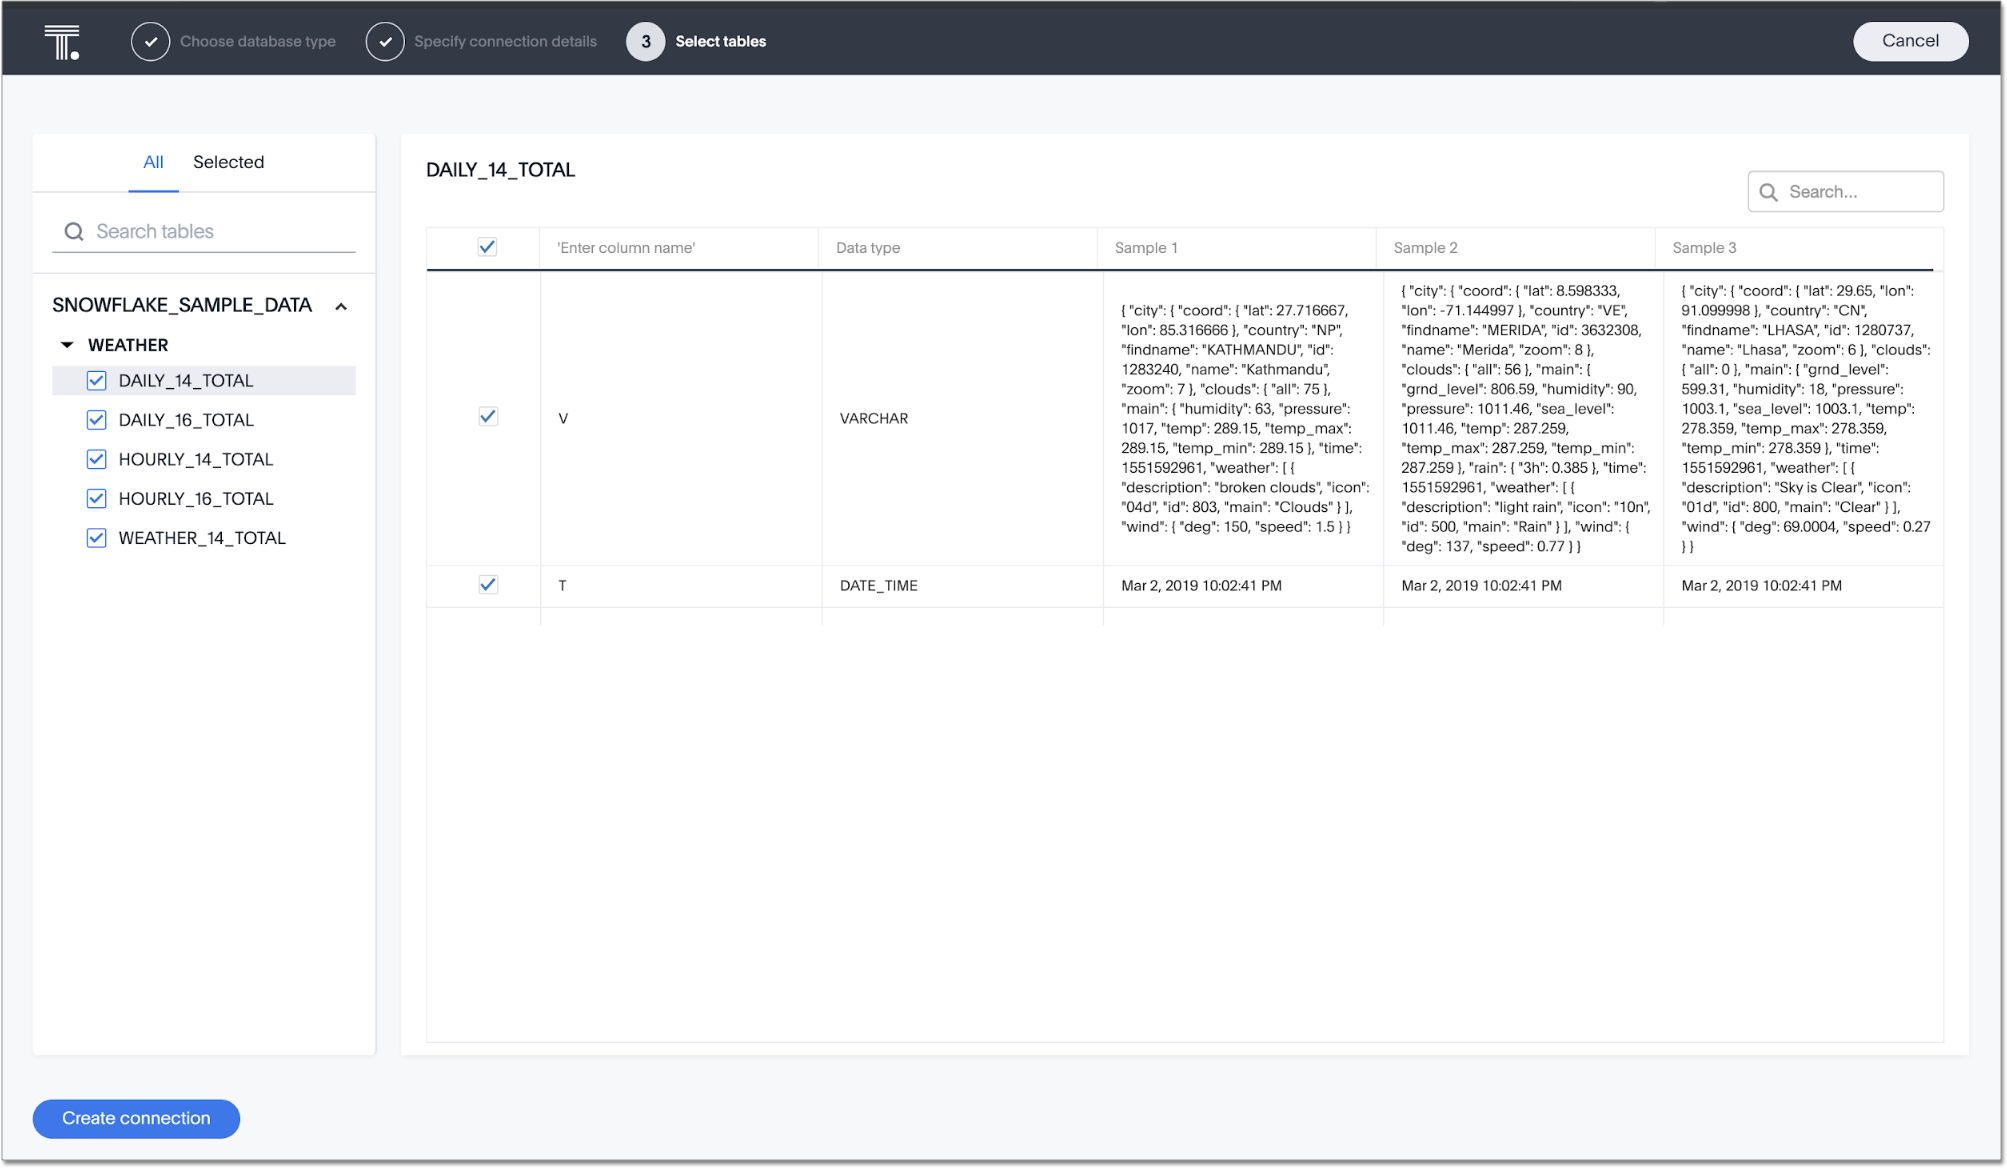 T.
Choose database type
Specify connection details
3
Select tables
Cancel
All
Selected
Search tables
SNOWFLAKE_SAMPLE_DATA
WEATHER
DAILY_14_TOTAL
DAILY_16_TOTAL
HOURLY_14_TOTAL
HOURLY_16_TOTAL
WEATHER_14_TOTAL
DAILY_14_TOTAL
Search...
'Enter column name'
Data type
Sample 1
Sample 2
Sample 3
V
VARCHAR
{ "city": { "coord": { "lat": 27.716667,
"lon": 85.316666 }, "country": "NP",
"findname": "KATHMANDU", "id":
1283240, "name": "Kathmandu",
"zoom": 7 }, "clouds": { "all": 75 },
"main": { "humidity": 63, "pressure":
1017, "temp": 289.15, "temp_max":
289.15, "temp_min": 289.15 }, "time":
1551592961, "weather": [ {
"description": "broken clouds", "icon":
"04d", "id": 803, "main": "Clouds" } ],
"wind": { "deg": 150, "speed": 1.5 } }
{ "city": { "coord": { "lat": 8.598333,
"lon": -71.144997 }, "country": "VE",
"findname": "MERIDA", "id": 3632308,
"name": "Merida", "zoom": 8 },
"clouds": { "all": 56 }, "main": {
"grnd_level": 806.59, "humidity": 90,
"pressure": 1011.46, "sea_level":
1011.46, "temp": 287.259,
"temp_max": 287.259, "temp_min":
287.259 }, "rain": { "3h": 0.385 }, "time":
1551592961, "weather": [ {
"description": "light rain", "icon": "10n",
"id": 500, "main": "Rain" } ], "wind": {
"deg": 137, "speed": 0.77 } }
{ "city": { "coord": { "lat": 29.65, "lon":
91.099998 }, "country": "CN",
"findname": "LHASA", "id": 1280737,
"name": "Lhasa", "zoom": 6 }, "clouds":
{ "all": 0 }, "main": { "grnd_level":
599.31, "humidity": 18, "pressure":
1003.1, "sea_level": 1003.1, "temp":
278.359, "temp_max": 278.359,
"temp_min": 278.359 }, "time":
1551592961, "weather": [ {
"description": "Sky is Clear", "icon":
"01d", "id": 800, "main": "Clear" } ],
"wind": { "deg": 69.0004, "speed": 0.27
} }
T
DATE_TIME
Mar 2, 2019 10:02:41 PM
Mar 2, 2019 10:02:41 PM
Mar 2, 2019 10:02:41 PM
Create connection